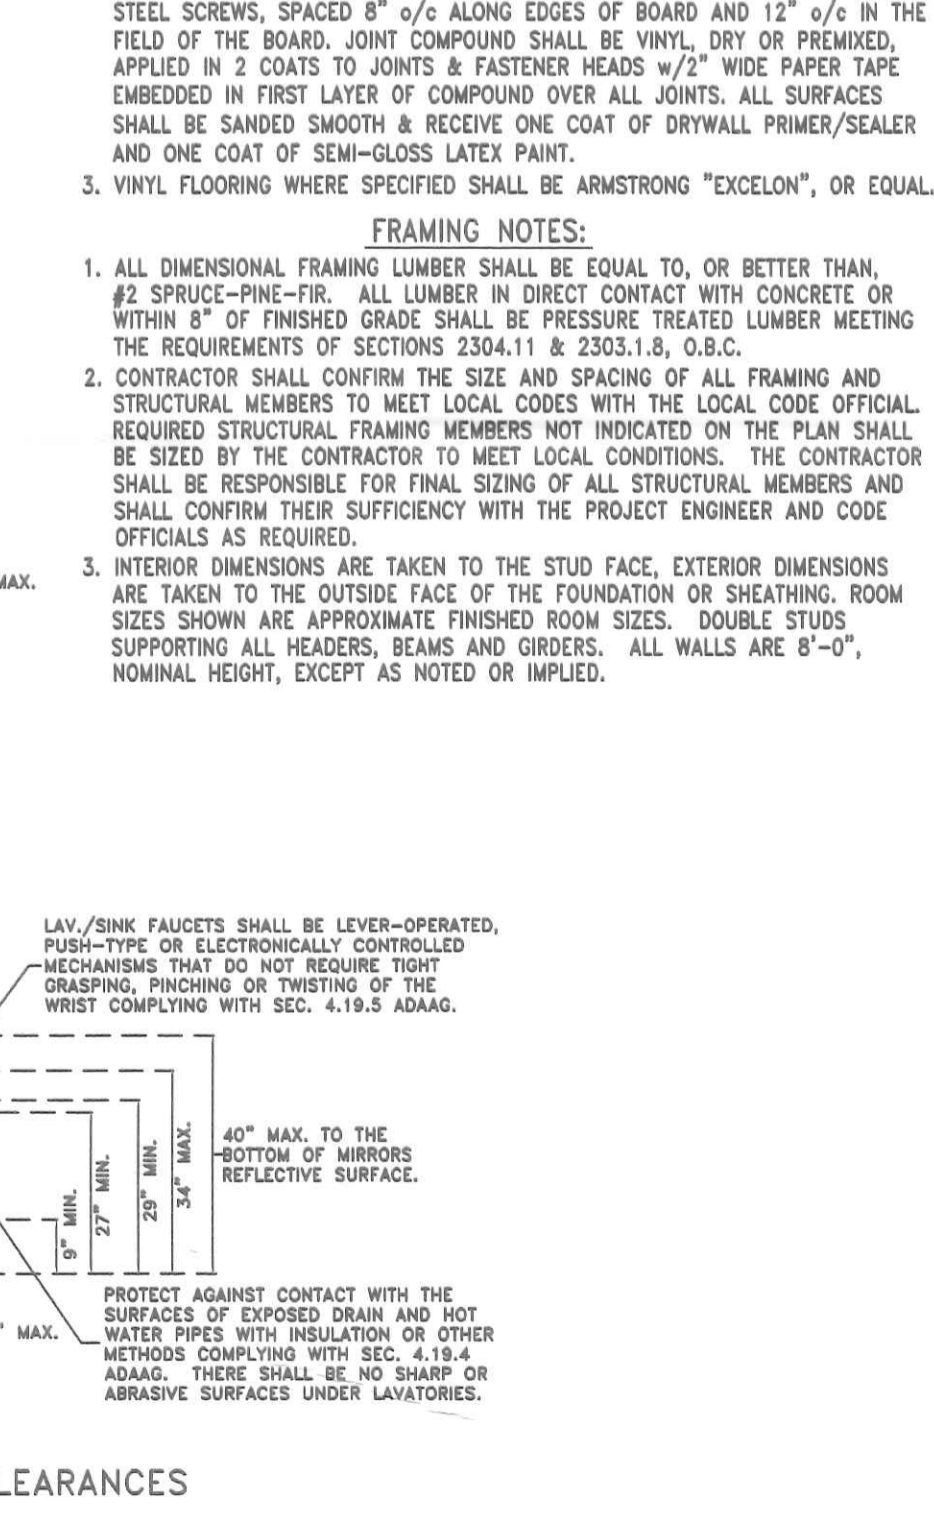 STEEL SCREWS, SPACED 8" o/c ALONG EDGES OF BOARD AND 12" o/c IN THE
FIELD OF THE BOARD. JOINT COMPOUND SHALL BE VINYL, DRY OR PREMIXED,
APPLIED IN 2 COATS TO JOINTS & FASTENER HEADS w/2" WIDE PAPER TAPE
EMBEDDED IN FIRST LAYER OF COMPOUND OVER ALL JOINTS. ALL SURFACES
SHALL BE SANDED SMOOTH & RECEIVE ONE COAT OF DRYWALL PRIMER/SEALER
AND ONE COAT OF SEMI-GLOSS LATEX PAINT.
3. VINYL FLOORING WHERE SPECIFIED SHALL BE ARMSTRONG "EXCELON", OR EQUAL.
FRAMING NOTES:
1. ALL DIMENSIONAL FRAMING LUMBER SHALL BE EQUAL TO, OR BETTER THAN,
#2 SPRUCE-PINE-FIR. ALL LUMBER IN DIRECT CONTACT WITH CONCRETE OR
WITHIN 8" OF FINISHED GRADE SHALL BE PRESSURE TREATED LUMBER MEETING
THE REQUIREMENTS OF SECTIONS 2304.11 & 2303.1.8, O.B.C.
2. CONTRACTOR SHALL CONFIRM THE SIZE AND SPACING OF ALL FRAMING AND
STRUCTURAL MEMBERS TO MEET LOCAL CODES WITH THE LOCAL CODE OFFICIAL.
REQUIRED STRUCTURAL FRAMING MEMBERS NOT INDICATED ON THE PLAN SHALL
BE SIZED BY THE CONTRACTOR TO MEET LOCAL CONDITIONS. THE CONTRACTOR
SHALL BE RESPONSIBLE FOR FINAL SIZING OF ALL STRUCTURAL MEMBERS AND
SHALL CONFIRM THEIR SUFFICIENCY WITH THE PROJECT ENGINEER AND CODE
OFFICIALS AS REQUIRED.
3. INTERIOR DIMENSIONS ARE TAKEN TO THE STUD FACE, EXTERIOR DIMENSIONS
ARE TAKEN TO THE OUTSIDE FACE OF THE FOUNDATION OR SHEATHING. ROOM
SIZES SHOWN ARE APPROXIMATE FINISHED ROOM SIZES. DOUBLE STUDS
SUPPORTING ALL HEADERS, BEAMS AND GIRDERS. ALL WALLS ARE 8'-0",
NOMINAL HEIGHT, EXCEPT AS NOTED OR IMPLIED.
MAX.
LAV./SINK FAUCETS SHALL BE LEVER-OPERATED,
PUSH-TYPE OR ELECTRONICALLY CONTROLLED
MECHANISMS THAT DO NOT REQUIRE TIGHT
GRASPING, PINCHING OR TWISTING OF THE
WRIST COMPLYING WITH SEC. 4.19.5 ADAAG.
9" MIN.
27" MIN.
29" MIN.
34" MAX.
40" MAX. TO THE
BOTTOM OF MIRRORS
REFLECTIVE SURFACE.
" MAX.
PROTECT AGAINST CONTACT WITH THE
SURFACES OF EXPOSED DRAIN AND HOT
WATER PIPES WITH INSULATION OR OTHER
METHODS COMPLYING WITH SEC. 4.19.4
ADAAG. THERE SHALL BE NO SHARP OR
ABRASIVE SURFACES UNDER LAVATORIES.
LEARANCES